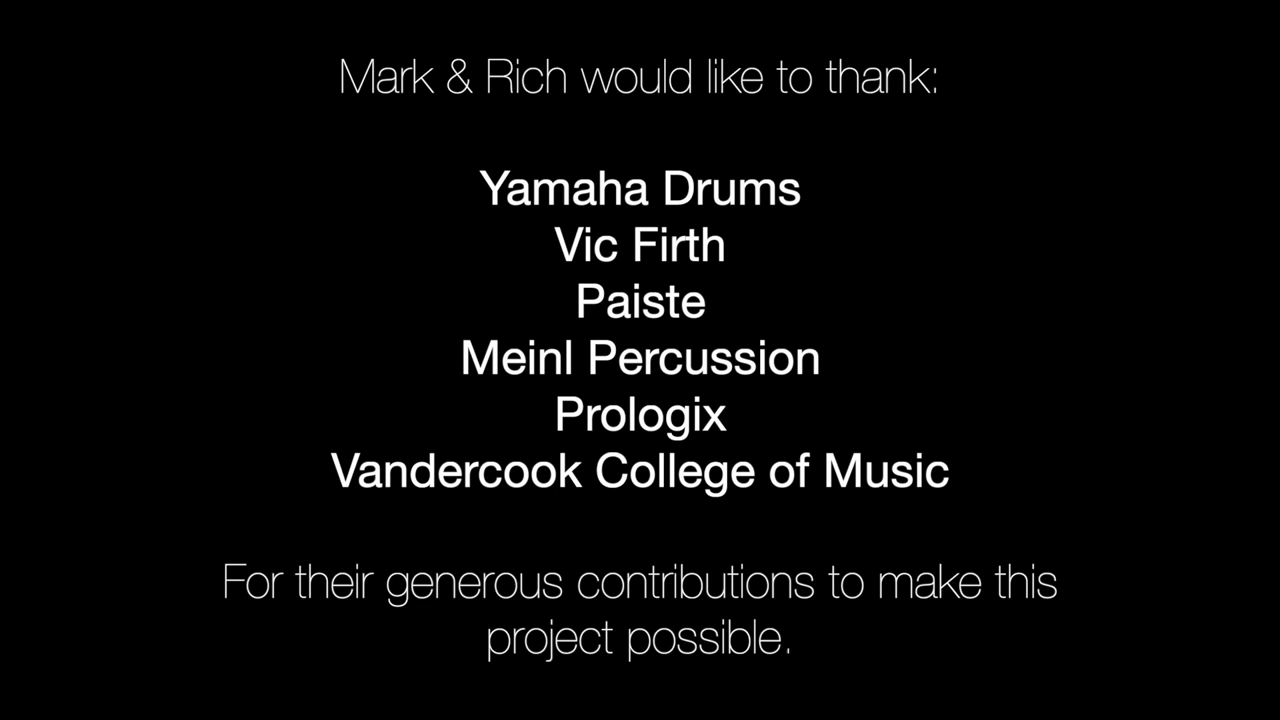 Mark & Rich would like to thank:
Yamaha Drums
Vic Firth
Paiste
Meinl Percussion
Prologix
Vandercook College of Music
For their generous contributions to make this
project possible.